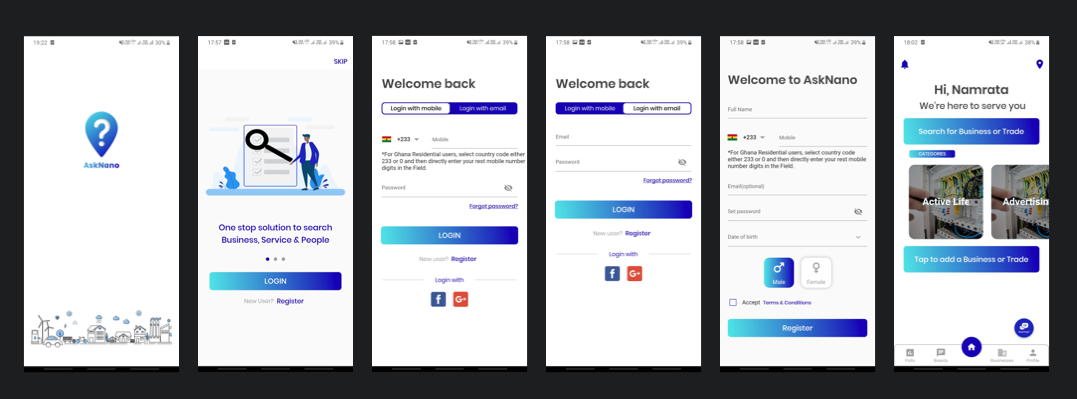 19:22
30%
AskNano
17:57
39%
SKIP
One stop solution to search
Business, Service & People
LOGIN
New User? Register
17:58
39%
Welcome back
Login with mobile
Login with email
+233
Mobile
*For Ghana Residential users, select country code either
233 or 0 and then directly enter your rest mobile number
digits in the Field.
Password
Forgot password?
LOGIN
New user? Register
Login with
f
G+
17:58
39%
Welcome back
Login with mobile
Login with email
Email
Password
Forgot password?
LOGIN
New user? Register
Login with
f
G+
17:58
39%
Welcome to AskNano
Full Name
+233
Mobile
*For Ghana Residential users, select country code
either 233 or 0 and then directly enter your rest mobile
number digits in the Field.
Email(optional)
Set password
Date of birth
Male
Female
Accept Terms & Conditions
Register
18:02
38%
Hi, Namrata
We're here to serve you
Search for Business or Trade
CATEGORIES
Active Life
Advertisin
Tap to add a Business or Trade
Polls
Boards
Businesses
Profile